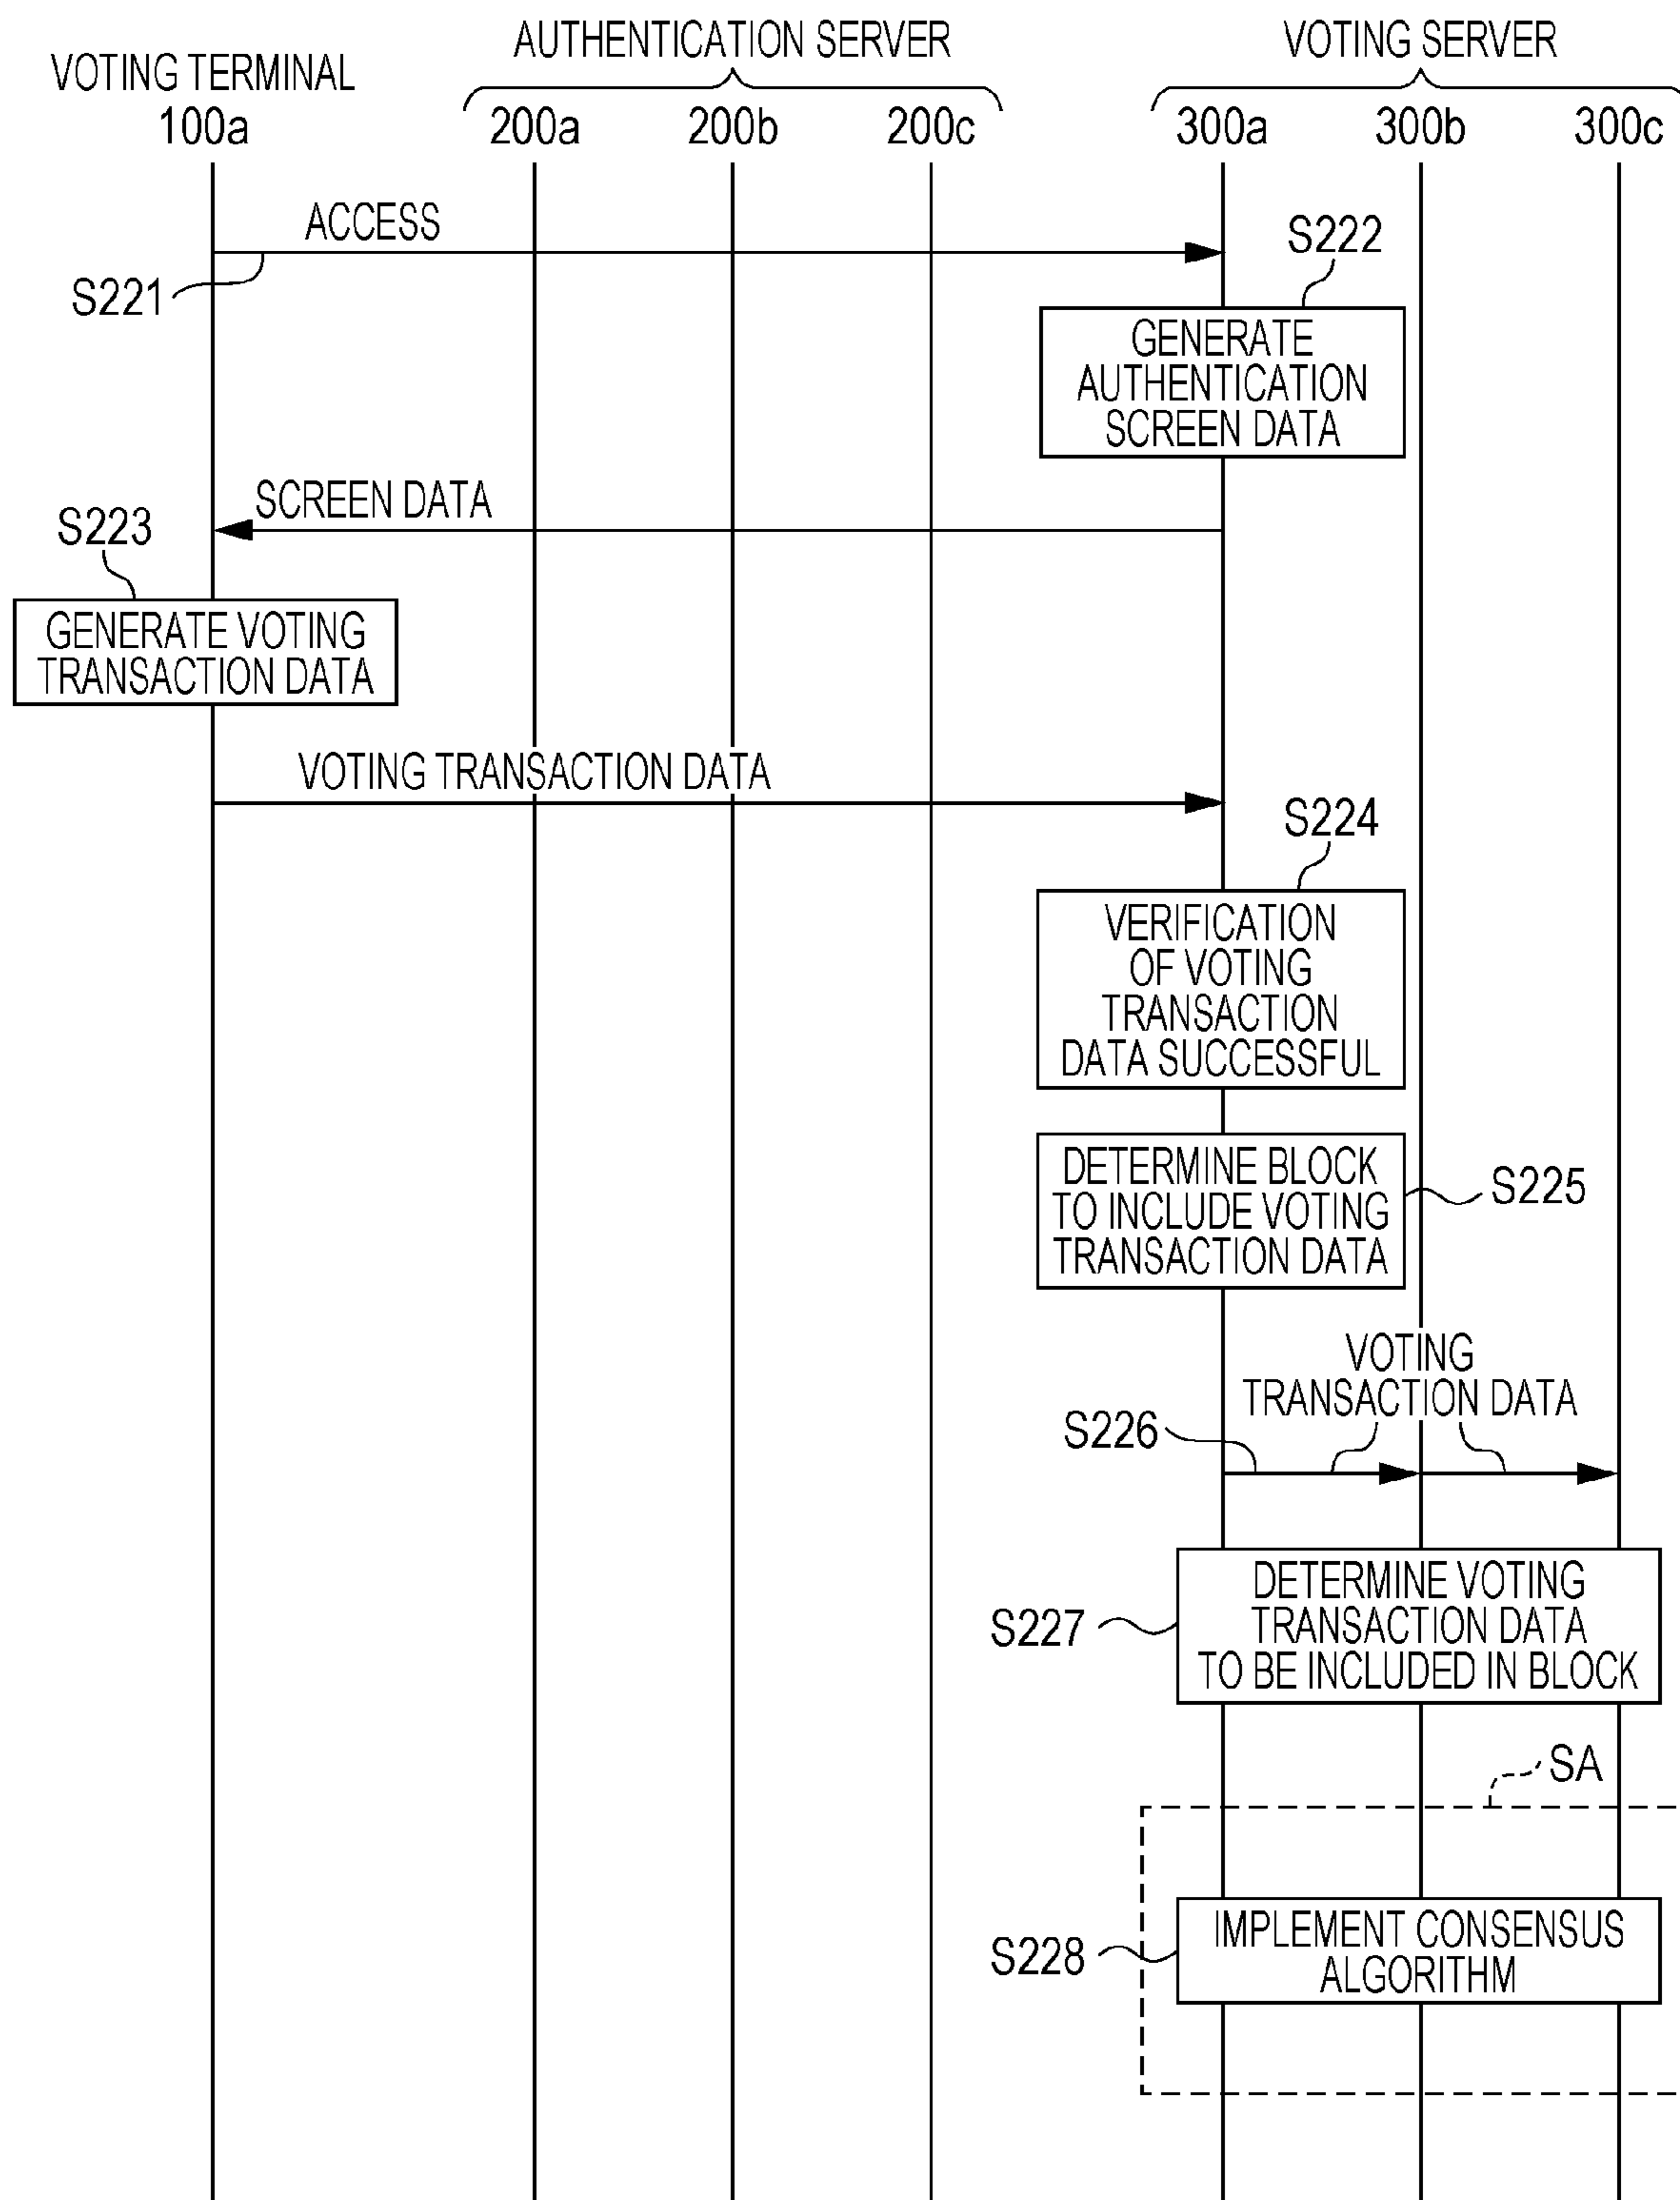 AUTHENTICATION SERVER
VOTING SERVER
VOTING TERMINAL
100a
200a
200b
200c
300a
300b
300c
ACCESS
S221
S222
GENERATE
AUTHENTICATION
SCREEN DATA
SCREEN DATA
S223
GENERATE VOTING
TRANSACTION DATA
VOTING TRANSACTION DATA
S224
VERIFICATION
OF VOTING
TRANSACTION
DATA SUCCESSFUL
DETERMINE BLOCK
TO INCLUDE VOTING
TRANSACTION DATA
S225
VOTING
TRANSACTION DATA
S226
DETERMINE VOTING
TRANSACTION DATA
TO BE INCLUDED IN BLOCK
S227
SA
IMPLEMENT CONSENSUS
ALGORITHM
S228